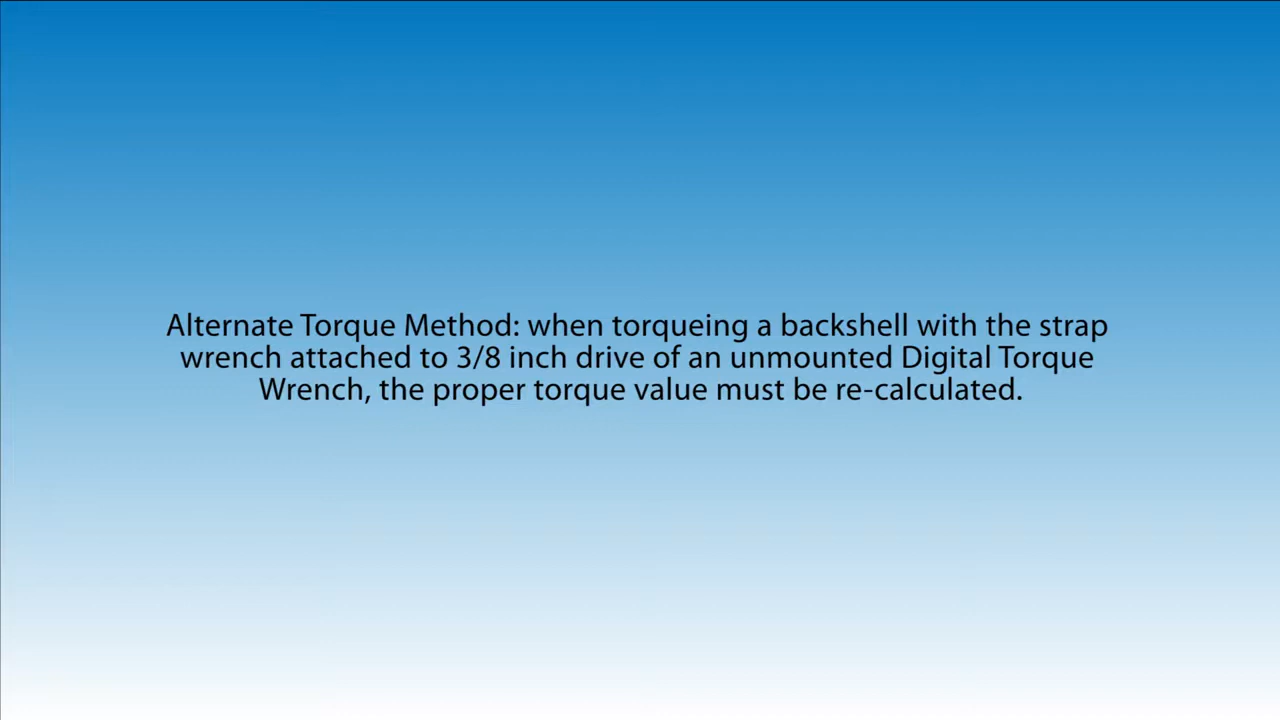 Alternate Torque Method: when torqueing a backshell with the strap
wrench attached to 3/8 inch drive of an unmounted Digital Torque
Wrench, the proper torque value must be re-calculated.